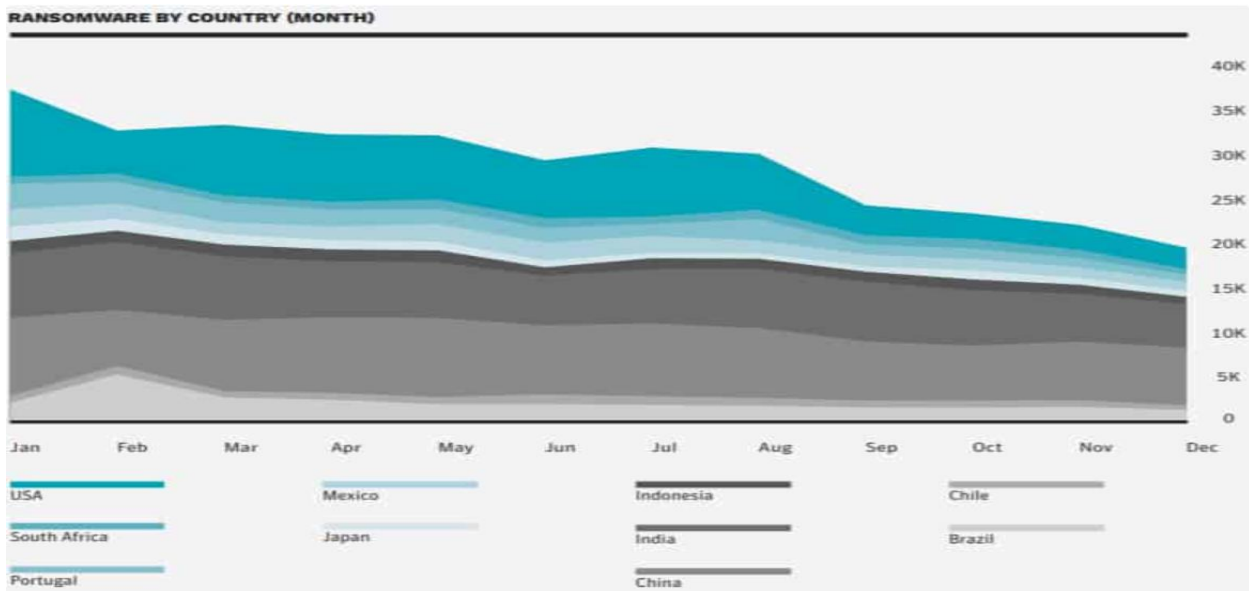 RANSOMWARE BY COUNTRY (MONTH)
40K
35K
30K
25K
20K
15K
10K
5K
0
Jan Feb Mar Apr May Jun Jul Aug Sep Oct Nov Dec
USA Mexico Indonesia Chile
South Africa Japan India Brazil
Portugal China